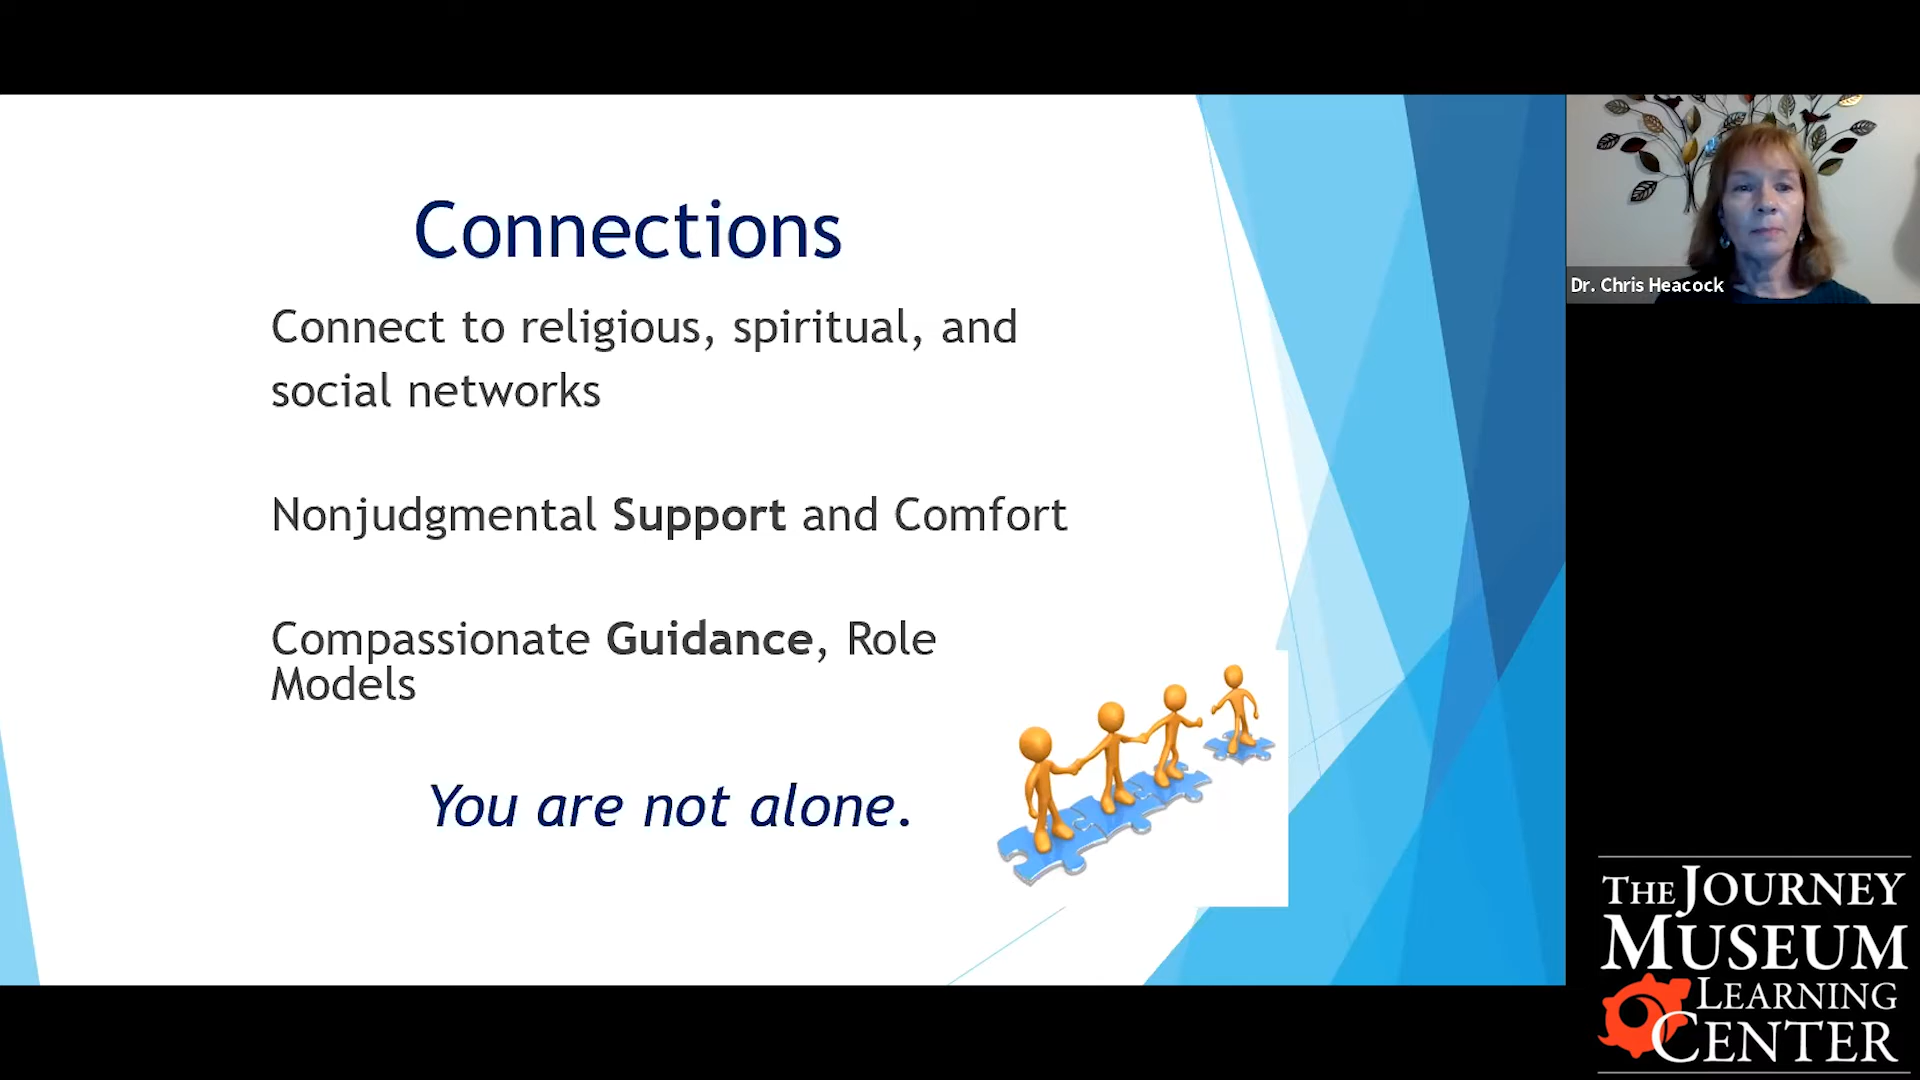 Connections
Connect to religious, spiritual, and
social networks
Nonjudgmental Support and Comfort
Compassionate Guidance, Role
Models
You are not alone.
Dr. Chris Heacock
THE JOURNEY
MUSEUM
LEARNING
CENTER